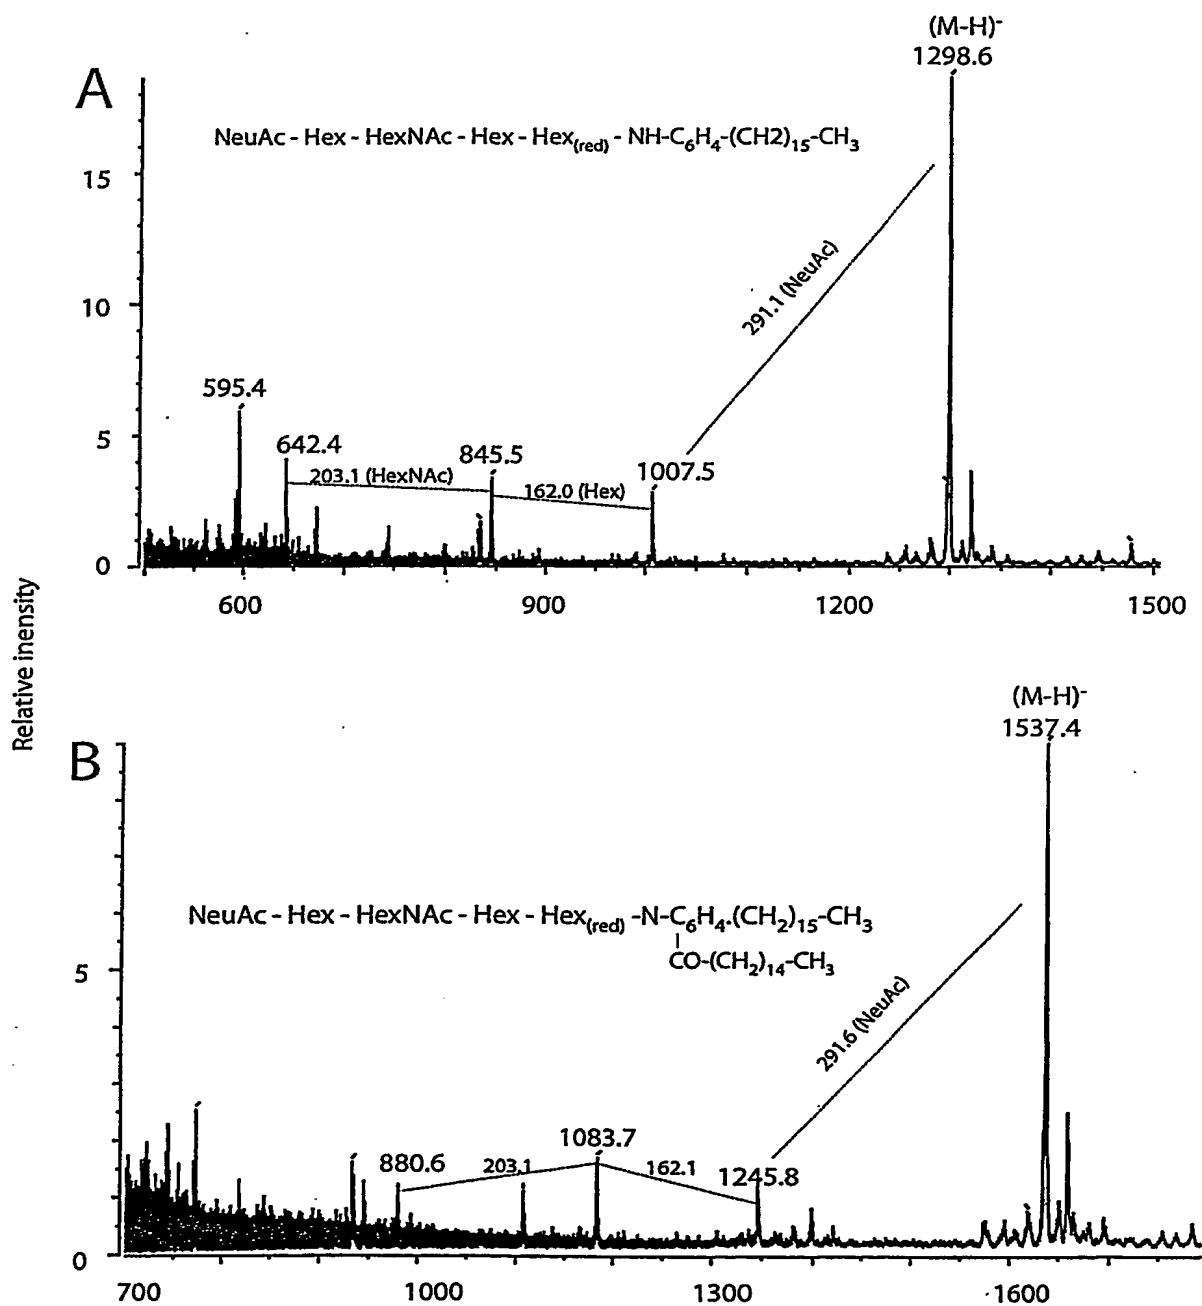 (M-H)-
1298.6
A
NeuAc - Hex - HexNAc - Hex - Hex(red) - NH-C6H4-(CH2)15-CH3
15
291.1 (NeuAc)
10
595.4
5
642.4
845.5
1007.5
203.1 (HexNAc)
162.0 (Hex)
0
600
900
1200
1500
Relative inensity
(M-H)-
1537.4
B
NeuAc - Hex - HexNAc - Hex - Hex(red) -N-C6H4.(CH2)15-CH3
CO-(CH2)14-CH3
5
291.6 (NeuAc)
1083.7
880.6
203.1
162.1
1245.8
0
700
1000
1300
1600